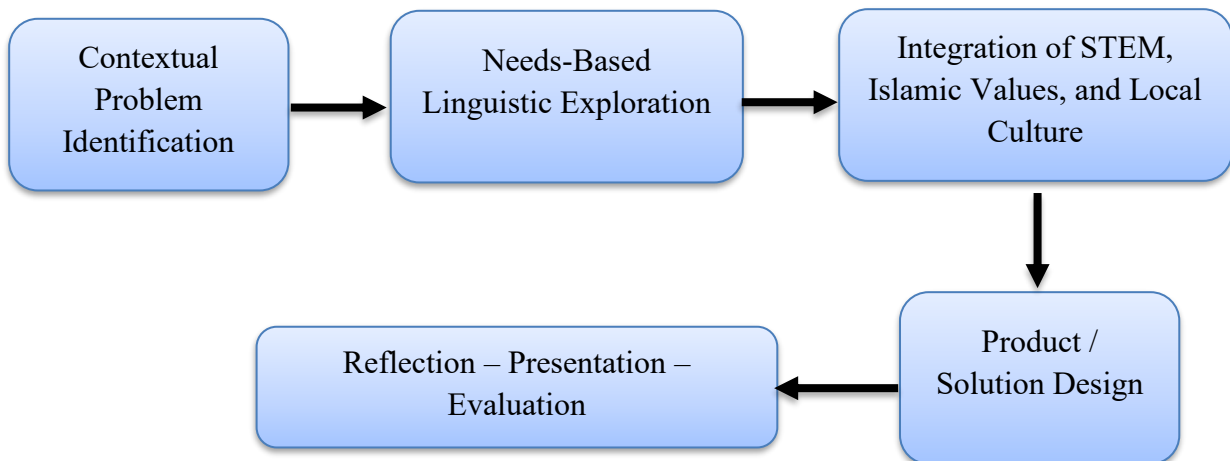 Contextual
Problem
Identification
Needs-Based
Linguistic Exploration
Integration of STEM,
Islamic Values, and Local
Culture
Product /
Solution Design
Reflection – Presentation –
Evaluation